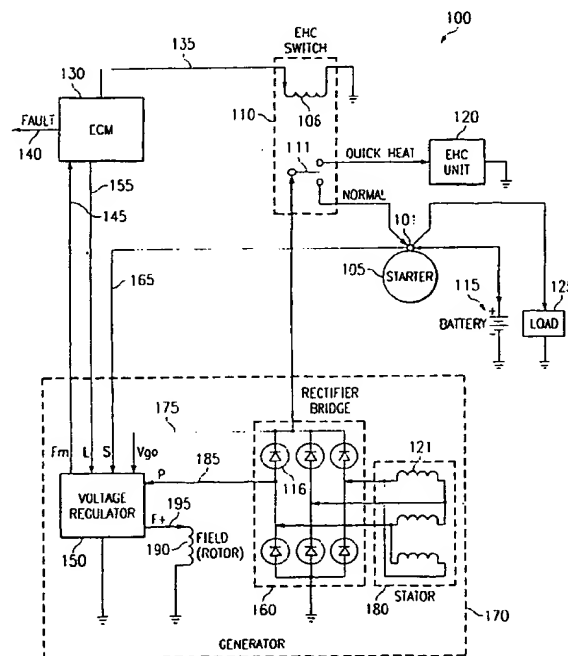 100
EHC
SWITCH
135
130
106
110
ECM
FAULT
140
120
111
QUICK HEAT
EHC
UNIT
155
145
NORMAL
101
165
105
STARTER
115
125
+
BATTERY
LOAD
RECTIFIER
BRIDGE
175
Fm
L
S
Vgo
P
185
116
121
VOLTAGE
REGULATOR
F+
195
190
FIELD
(ROTOR)
150
160
180
STATOR
170
GENERATOR